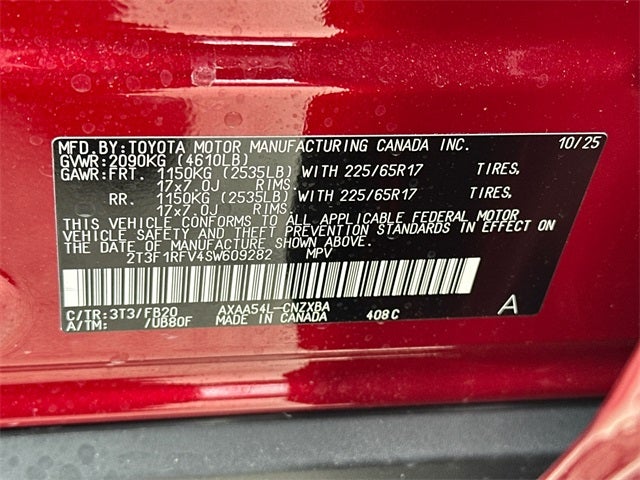 MFD.BY:TOYOTA MOTOR MANUFACTURING CANADA INC. 10/25
GVWR:2090KG (4610LB)
GAWR:FRT. 1150KG (2535LB) WITH 225/65R17 TIRES,
17x7.0J RIMS.
RR. 1150KG (2535LB) WITH 225/65R17 TIRES,
17x7.0J RIMS.
THIS VEHICLE CONFORMS TO ALL APPLICABLE FEDERAL MOTOR
VEHICLE SAFETY AND THEFT PREVENTION STANDARDS IN EFFECT ON
THE DATE OF MANUFACTURE SHOWN ABOVE.
2T3F1RFV4SW609282 MPV
C/TR:3T3/FB20 AXAA54L-CNZXBA A
A/TM: /UB80F MADE IN CANADA 408C